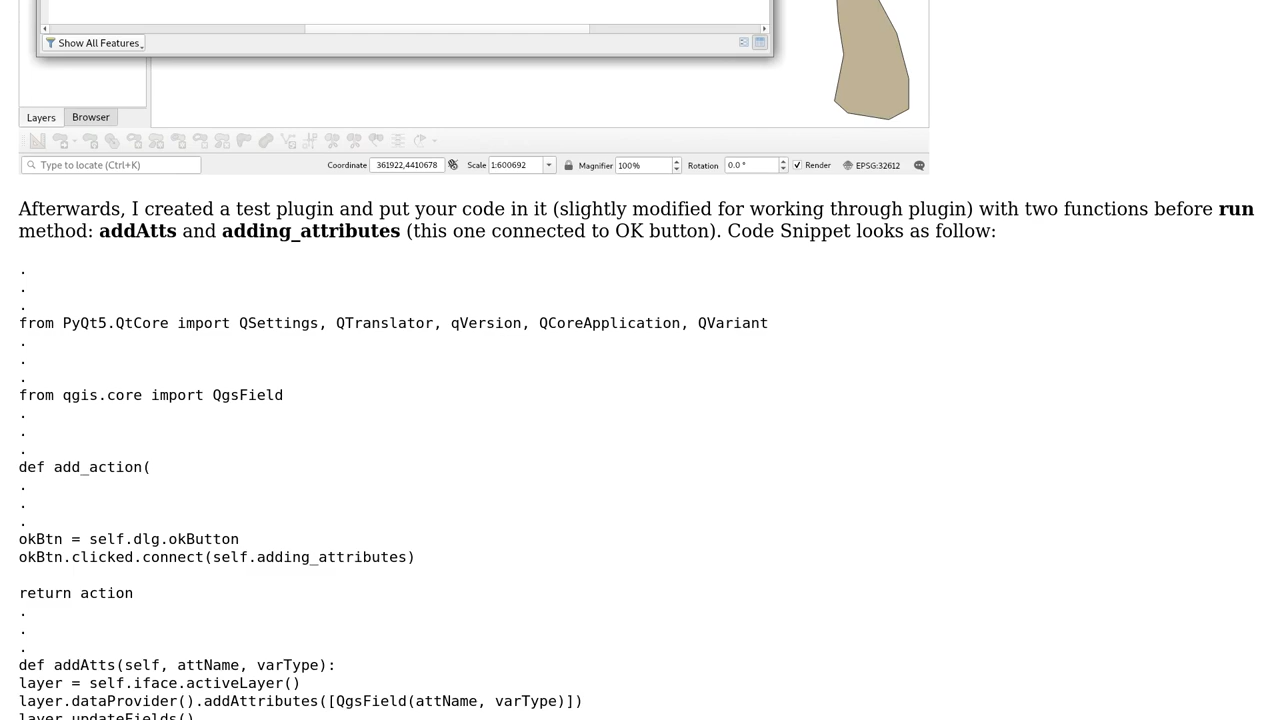 Show All Features
Layers Browser
Type to locate (Ctrl+K) Coordinate 361922,4410678 Scale 1:600692 Magnifier 100% Rotation 0.0 ° Render EPSG:32612
Afterwards, I created a test plugin and put your code in it (slightly modified for working through plugin) with two functions before run
method: addAtts and adding_attributes (this one connected to OK button). Code Snippet looks as follow:
.
.
.
from PyQt5.QtCore import QSettings, QTranslator, qVersion, QCoreApplication, QVariant
.
.
.
from qgis.core import QgsField
.
.
.
def add_action(
.
.
.
okBtn = self.dlg.okButton
okBtn.clicked.connect(self.adding_attributes)
return action
.
.
.
def addAtts(self, attName, varType):
layer = self.iface.activeLayer()
layer.dataProvider().addAttributes([QgsField(attName, varType)])
layer.updateFields()